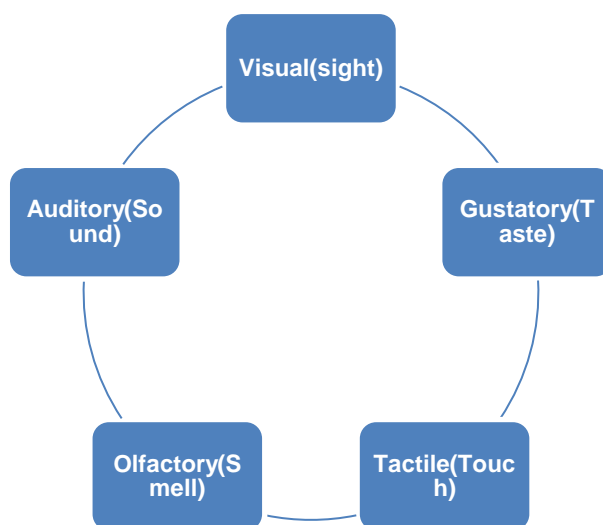 Visual(sight)
Auditory(So
und)
Gustatory(T
aste)
Olfactory(S
mell)
Tactile(Touc
h)